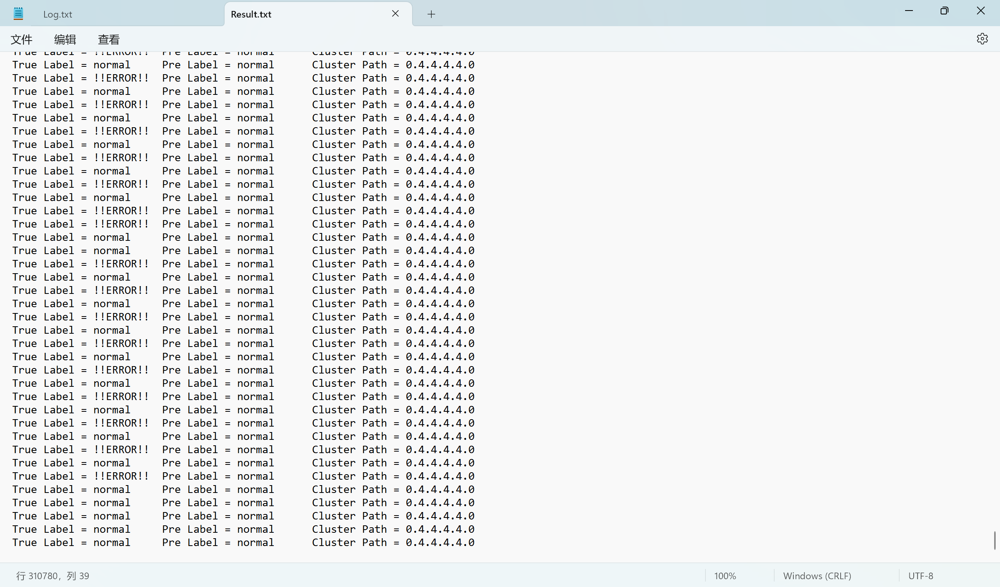 Log.txt
Result.txt
文件 编辑 查看
True Label = !!ERROR!! Pre Label = normal Cluster Path = 0.4.4.4.4.0
True Label = normal Pre Label = normal Cluster Path = 0.4.4.4.4.0
True Label = !!ERROR!! Pre Label = normal Cluster Path = 0.4.4.4.4.0
True Label = normal Pre Label = normal Cluster Path = 0.4.4.4.4.0
True Label = !!ERROR!! Pre Label = normal Cluster Path = 0.4.4.4.4.0
True Label = normal Pre Label = normal Cluster Path = 0.4.4.4.4.0
True Label = !!ERROR!! Pre Label = normal Cluster Path = 0.4.4.4.4.0
True Label = normal Pre Label = normal Cluster Path = 0.4.4.4.4.0
True Label = !!ERROR!! Pre Label = normal Cluster Path = 0.4.4.4.4.0
True Label = normal Pre Label = normal Cluster Path = 0.4.4.4.4.0
True Label = !!ERROR!! Pre Label = normal Cluster Path = 0.4.4.4.4.0
True Label = normal Pre Label = normal Cluster Path = 0.4.4.4.4.0
True Label = !!ERROR!! Pre Label = normal Cluster Path = 0.4.4.4.4.0
True Label = !!ERROR!! Pre Label = normal Cluster Path = 0.4.4.4.4.0
True Label = normal Pre Label = normal Cluster Path = 0.4.4.4.4.0
True Label = normal Pre Label = normal Cluster Path = 0.4.4.4.4.0
True Label = !!ERROR!! Pre Label = normal Cluster Path = 0.4.4.4.4.0
True Label = normal Pre Label = normal Cluster Path = 0.4.4.4.4.0
True Label = !!ERROR!! Pre Label = normal Cluster Path = 0.4.4.4.4.0
True Label = normal Pre Label = normal Cluster Path = 0.4.4.4.4.0
True Label = !!ERROR!! Pre Label = normal Cluster Path = 0.4.4.4.4.0
True Label = normal Pre Label = normal Cluster Path = 0.4.4.4.4.0
True Label = !!ERROR!! Pre Label = normal Cluster Path = 0.4.4.4.4.0
True Label = normal Pre Label = normal Cluster Path = 0.4.4.4.4.0
True Label = !!ERROR!! Pre Label = normal Cluster Path = 0.4.4.4.4.0
True Label = normal Pre Label = normal Cluster Path = 0.4.4.4.4.0
True Label = !!ERROR!! Pre Label = normal Cluster Path = 0.4.4.4.4.0
True Label = normal Pre Label = normal Cluster Path = 0.4.4.4.4.0
True Label = !!ERROR!! Pre Label = normal Cluster Path = 0.4.4.4.4.0
True Label = normal Pre Label = normal Cluster Path = 0.4.4.4.4.0
True Label = !!ERROR!! Pre Label = normal Cluster Path = 0.4.4.4.4.0
True Label = normal Pre Label = normal Cluster Path = 0.4.4.4.4.0
True Label = !!ERROR!! Pre Label = normal Cluster Path = 0.4.4.4.4.0
True Label = normal Pre Label = normal Cluster Path = 0.4.4.4.4.0
True Label = normal Pre Label = normal Cluster Path = 0.4.4.4.4.0
True Label = normal Pre Label = normal Cluster Path = 0.4.4.4.4.0
True Label = normal Pre Label = normal Cluster Path = 0.4.4.4.4.0
True Label = normal Pre Label = normal Cluster Path = 0.4.4.4.4.0
行 310780，列 39 100% Windows (CRLF) UTF-8